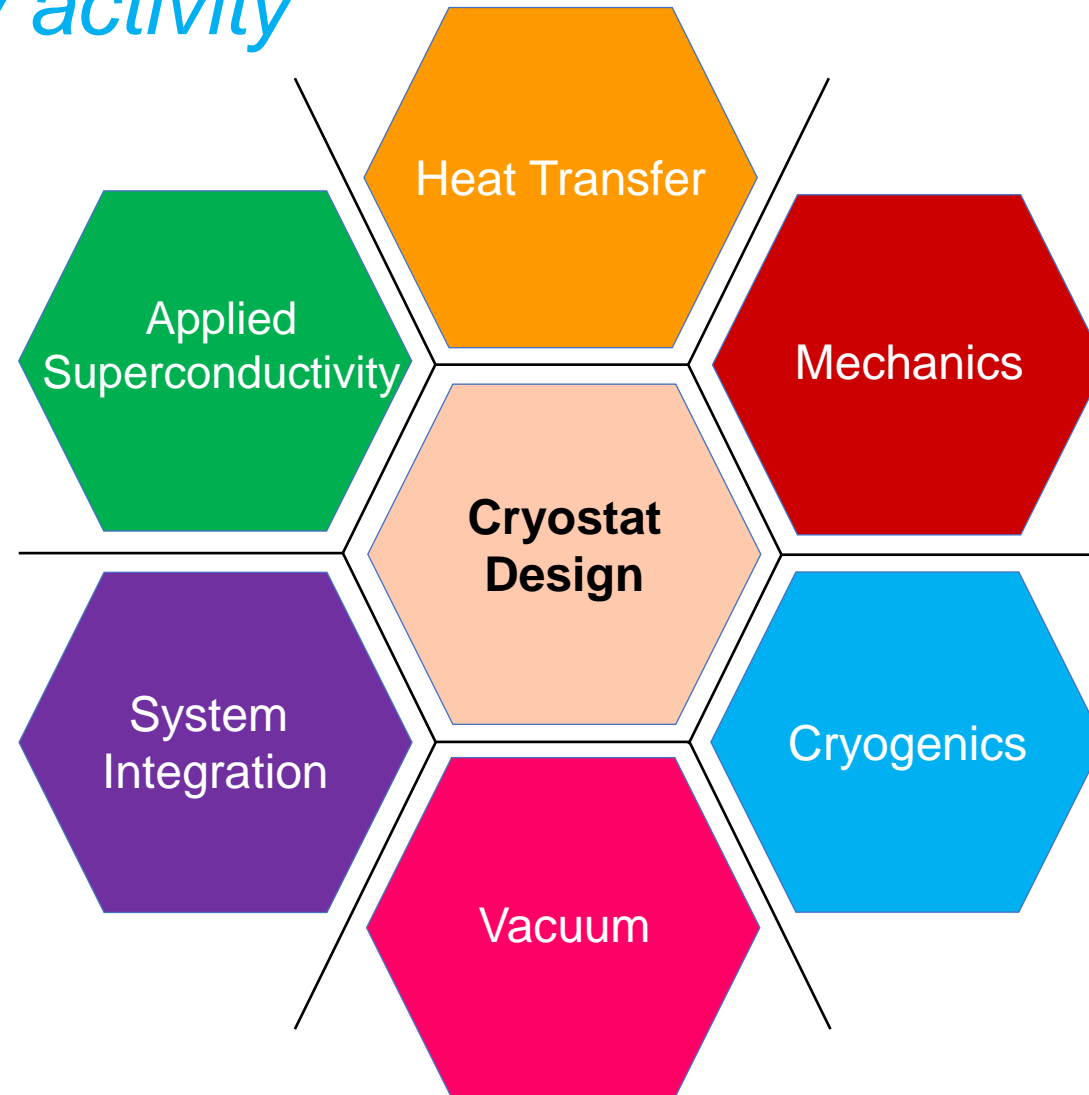 activity
Heat Transfer
Applied
Superconductivity
Mechanics
Cryostat
Design
System
Integration
Cryogenics
Vacuum